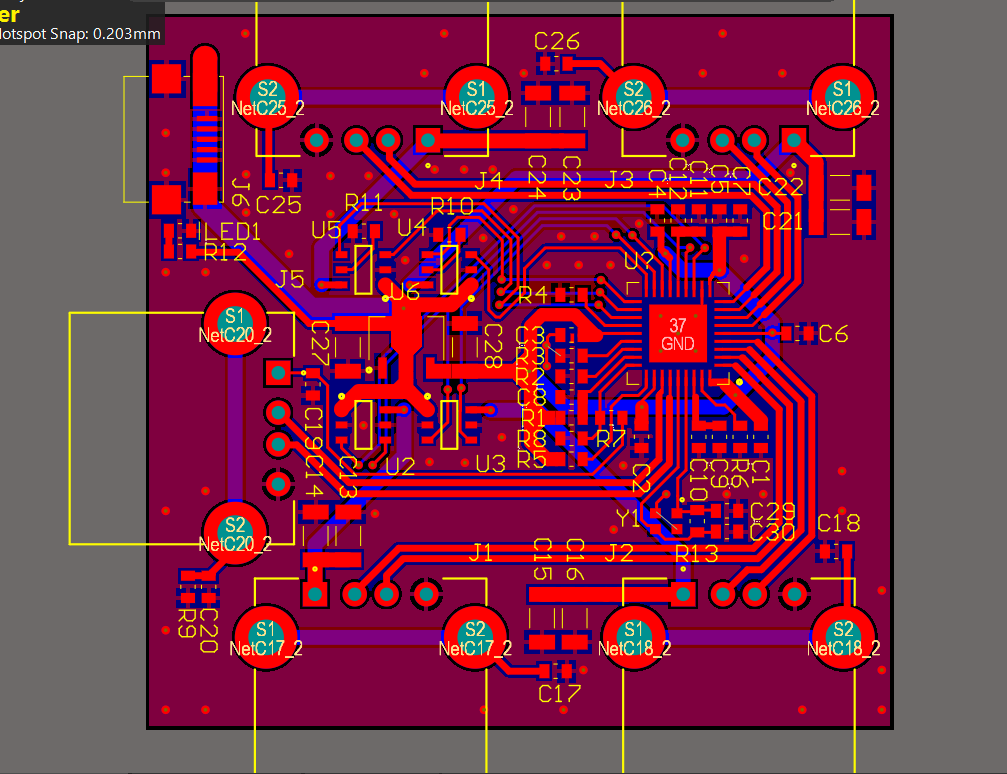 er
Hotspot Snap: 0.203mm
C26
S2
NetC25_2
S1
NetC25_2
S2
NetC26_2
S1
NetC26_2
J6
C25
J4
C24
C23
J3
C4
C12
C11
C5
C7
C22
C21
R11
R10
U5
U4
LED1
R12
J5
U6
U?
R4
S1
NetC20_2
C27
C28
C3
R3
R2
C8
R1
R8
R5
37
GND
C6
R7
C19
C14
C13
U2
U3
C2
C10
C9
R6
C1
S2
NetC20_2
Y1
C29
C30
C18
J1
C15
C16
J2
R13
R9
C20
S1
NetC17_2
S2
NetC17_2
S1
NetC18_2
S2
NetC18_2
C17